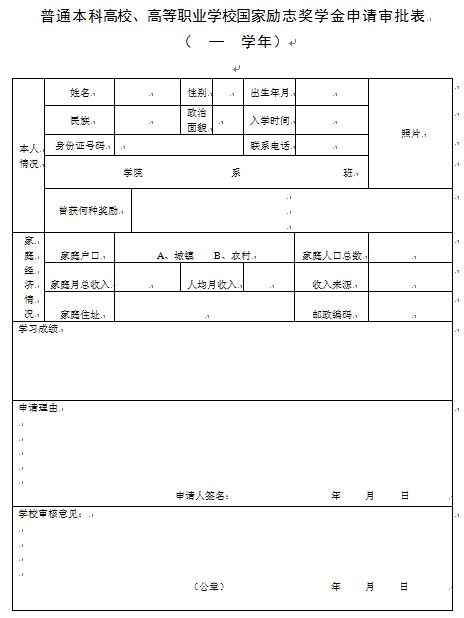 普通本科高校、高等职业学校国家励志奖学金申请审批表
（ 一 学年）
本人情况
姓名 性别 出生年月
民族 政治面貌 入学时间
照片
身份证号码 联系电话
学院 系 班
曾获何种奖励
家庭经济情况
家庭户口 A、城镇 B、农村 家庭人口总数
家庭月总收入 人均月收入 收入来源
家庭住址 邮政编码
学习成绩
申请理由
申请人签名： 年 月 日
学校审核意见：
（公章） 年 月 日